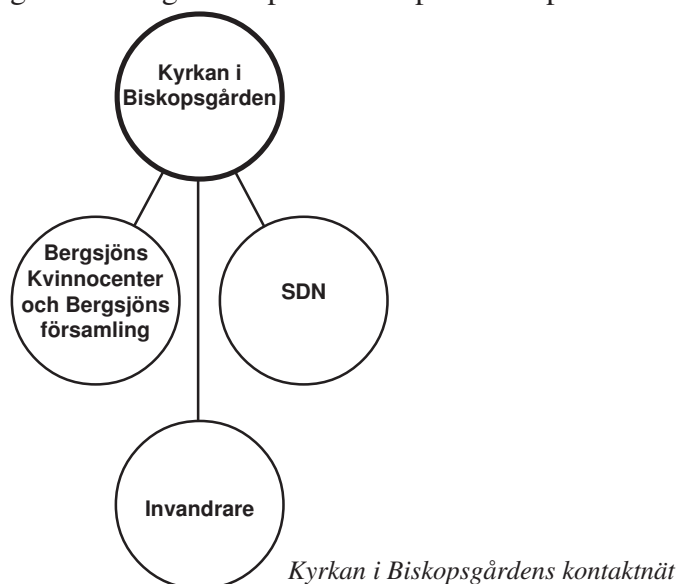 Kyrkan i
Biskopsgården
Bergsjöns
Kvinnocenter
och Bergsjöns
församling
SDN
Invandrare
Kyrkan i Biskopsgårdens kontaktnät